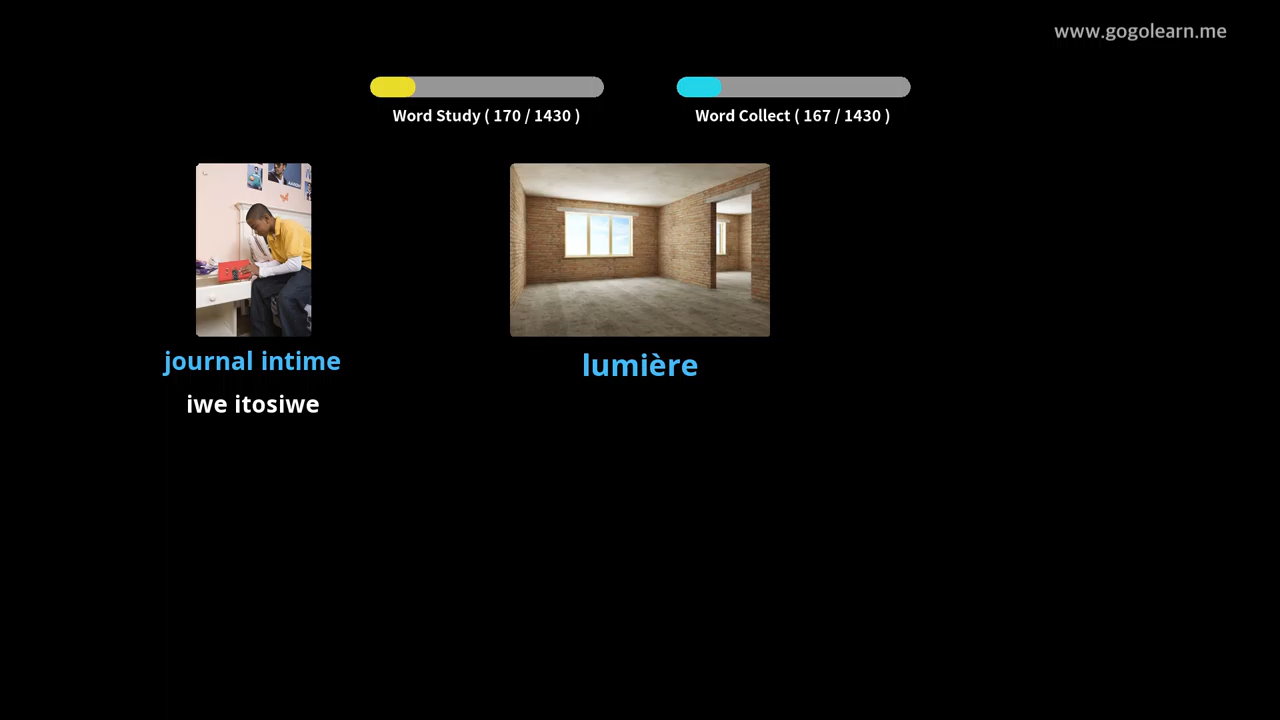 www.gogolearn.me
Word Study ( 170 / 1430 )
Word Collect ( 167 / 1430 )
journal intime
iwe itosiwe
lumière